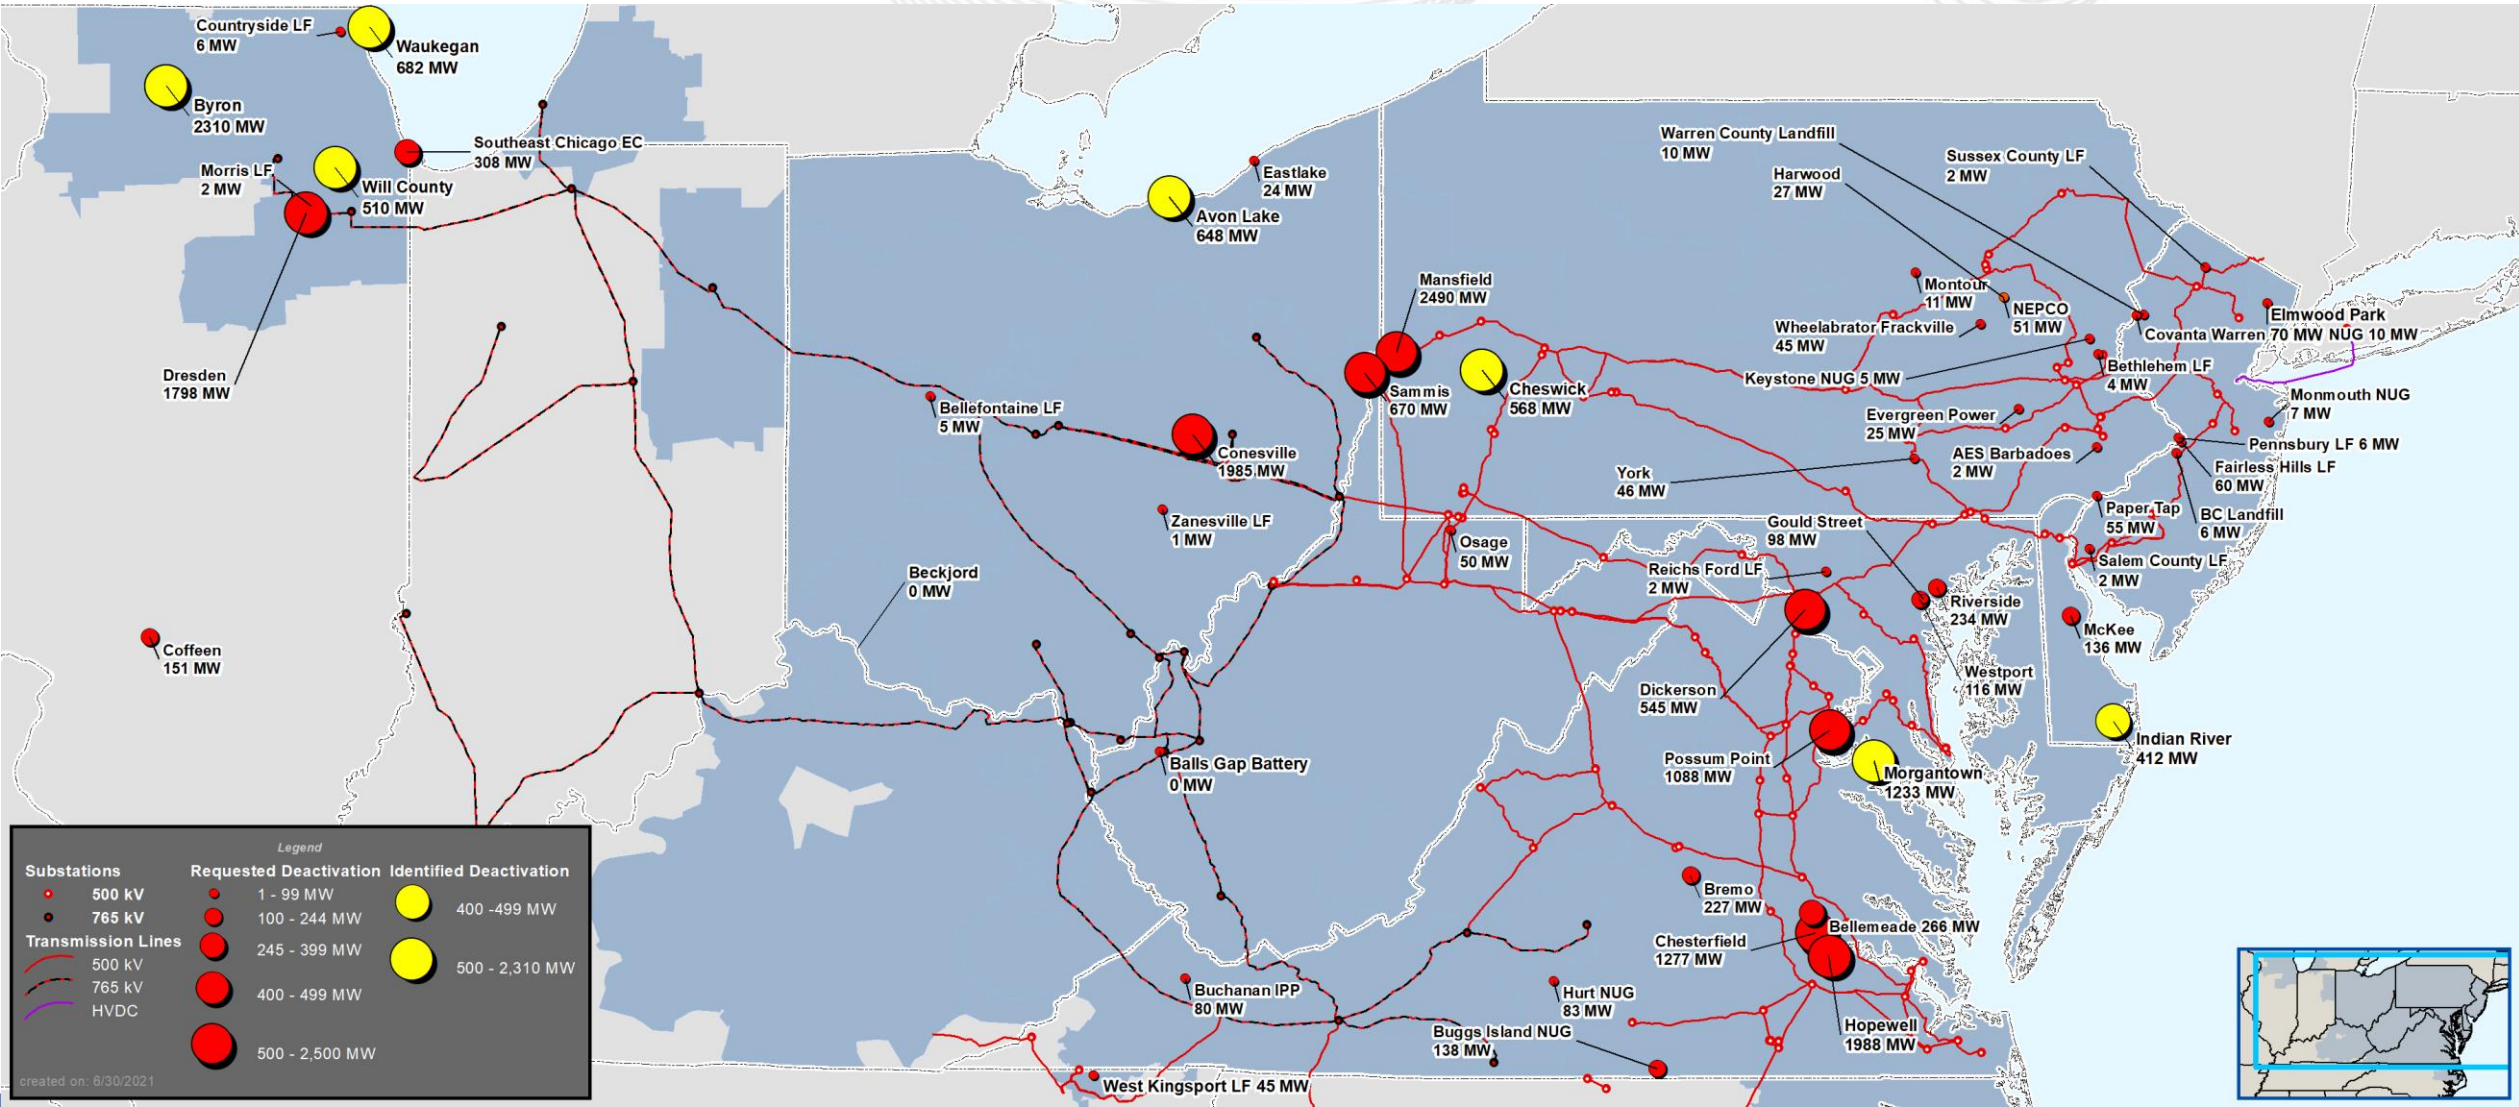 Countryside LF
6 MW
Waukegan
682 MW
Byron
2310 MW
Southeast Chicago EC
308 MW
Morris LF
2 MW
Will County
510 MW
Dresden
1798 MW
Coffeen
151 MW
Eastlake
24 MW
Avon Lake
648 MW
Bellefontaine LF
5 MW
Conesville
1985 MW
Zanesville LF
1 MW
Beckjord
0 MW
Balls Gap Battery
0 MW
Mansfield
2490 MW
Sammis
670 MW
Cheswick
568 MW
Osage
50 MW
Warren County Landfill
10 MW
Harwood
27 MW
Sussex County LF
2 MW
Montour
11 MW
NEPCO
51 MW
Wheelabrator Frackville
45 MW
Elmwood Park
Covanta Warren 70 MW NUG 10 MW
Keystone NUG 5 MW
Bethlehem LF
4 MW
Monmouth NUG
7 MW
Evergreen Power
25 MW
Pennsbury LF 6 MW
AES Barbadoes
2 MW
Fairless Hills LF
60 MW
York
46 MW
Paper Tap
55 MW
BC Landfill
6 MW
Gould Street
98 MW
Reichs Ford LF
2 MW
Salem County LF
2 MW
Riverside
234 MW
McKee
136 MW
Westport
116 MW
Dickerson
545 MW
Indian River
412 MW
Possum Point
1088 MW
Morgantown
1233 MW
Bremo
227 MW
Bellemeade 266 MW
Chesterfield
1277 MW
Buchanan IPP
80 MW
Hurt NUG
83 MW
Buggs Island NUG
138 MW
Hopewell
1988 MW
West Kingsport LF 45 MW
Legend
Substations
500 kV
765 kV
Transmission Lines
500 kV
765 kV
HVDC
Requested Deactivation
1 - 99 MW
100 - 244 MW
245 - 399 MW
400 - 499 MW
500 - 2,500 MW
Identified Deactivation
400 -499 MW
500 - 2,310 MW
created on: 6/30/2021